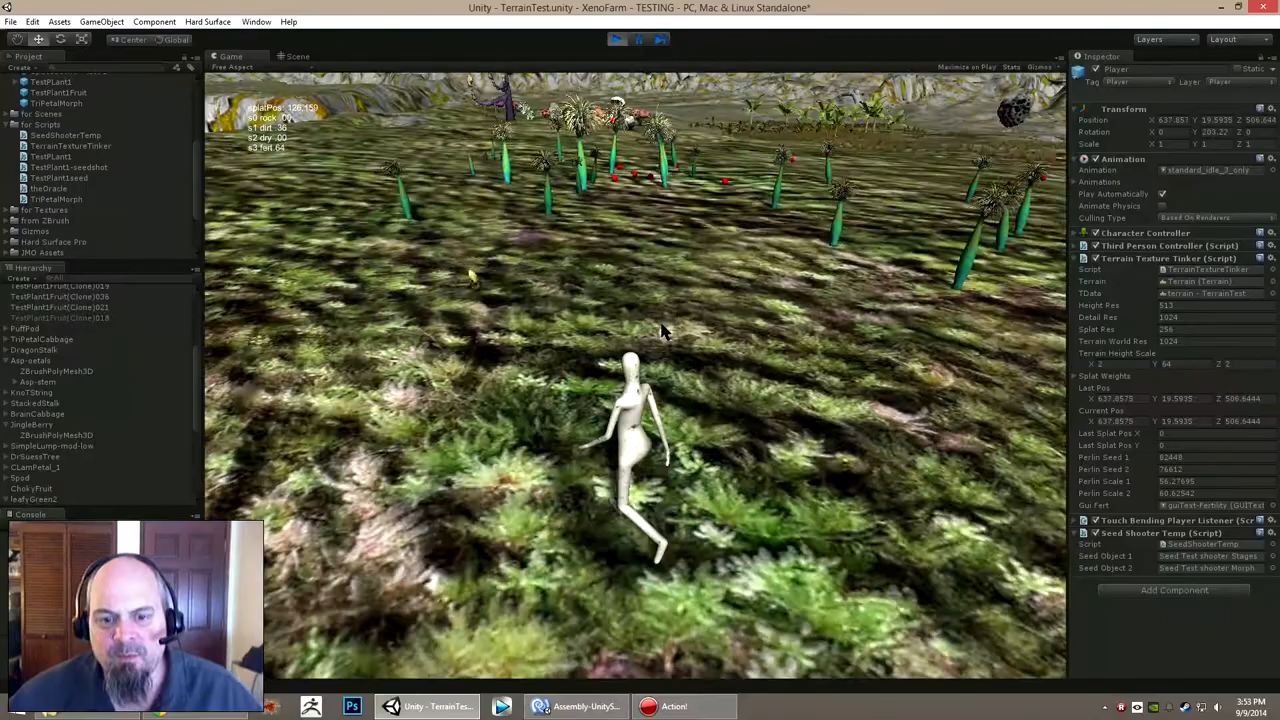 Unity - TerrainTest.unity - XenoFarm - TESTING - PC, Mac & Linux Standalone*
File Edit Assets GameObject Component Hard Surface Window Help
Center Global
Layers Layout
Project
Create
TestPLant1
TestPlant1Fruit
TriPetalMorph
for Scenes
for Scripts
SeedShooterTemp
TerrainTextureTinker
TestPLant1
TestPlant1-seedshot
TestPlant1seed
theOracle
TriPetalMorph
for Textures
from ZBrush
Gizmos
Hard Surface Pro
JMO Assets
Hierarchy
Create All
TestPlant1Fruit(Clone)019
TestPlant1Fruit(Clone)036
TestPlant1Fruit(Clone)021
TestPlant1Fruit(Clone)018
PuffPod
TriPetalCabbage
DragonStalk
Asp-petals
ZBrushPolyMesh3D
Asp-stem
KnoTString
StackedStalk
BrainCabbage
JingleBerry
ZBrushPolyMesh3D
SimpleLump-mod-low
DrSuessTree
CLamPetal_1
Spod
ChokyFruit
leafyGreen2
Console
Game Scene
Free Aspect Maximize on Play Stats Gizmos
splatPos: 126,159
s0 rock .00
s1 dirt .36
s2 dry .00
s3 fert.64
Inspector
Player Static
Tag Player Layer Player
Transform
Position X 637.857 Y 19.5935 Z 506.644
Rotation X 0 Y 203.22 Z 0
Scale X 1 Y 1 Z 1
Animation
Animation standard_idle_3_only
Animations
Play Automatically
Animate Physics
Culling Type Based On Renderers
Character Controller
Third Person Controller (Script)
Terrain Texture Tinker (Script)
Script TerrainTextureTinker
Terrain Terrain (Terrain)
TData terrain - TerrainTest
Height Res 513
Detail Res 1024
Splat Res 256
Terrain World Res 1024
Terrain Height Scale
X 2 Y 64 Z 2
Splat Weights
Last Pos
X 637.8575 Y 19.5935 Z 506.6444
Current Pos
X 637.8575 Y 19.5935 Z 506.6444
Last Splat Pos X 0
Last Splat Pos Y 0
Perlin Seed 1 82448
Perlin Seed 2 76612
Perlin Scale 1 56.27695
Perlin Scale 2 60.62542
Gui Fert guiText-Fertility (GUIText
Touch Bending Player Listener (Scr
Seed Shooter Temp (Script)
Script SeedShooterTemp
Seed Object 1 Seed Test shooter Stages
Seed Object 2 Seed Test shooter Morph
Add Component
Ps
Unity - TerrainTes...
Assembly-UnityS...
Action!
3:53 PM
9/9/2014